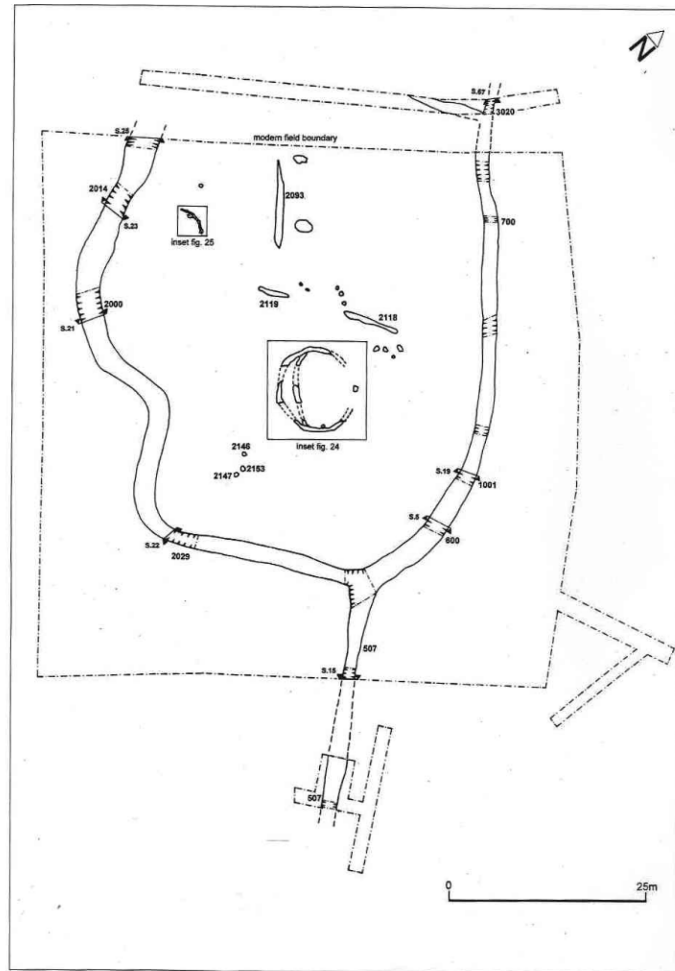 N
S.67
3020
S.25
modern field boundary
2014
S.23
2093
700
inset fig. 25
2119
2118
2000
S.21
inset fig. 24
2146
2153
2147
S.19
1001
S.5
600
S.22
2029
507
S.15
507
0
25m